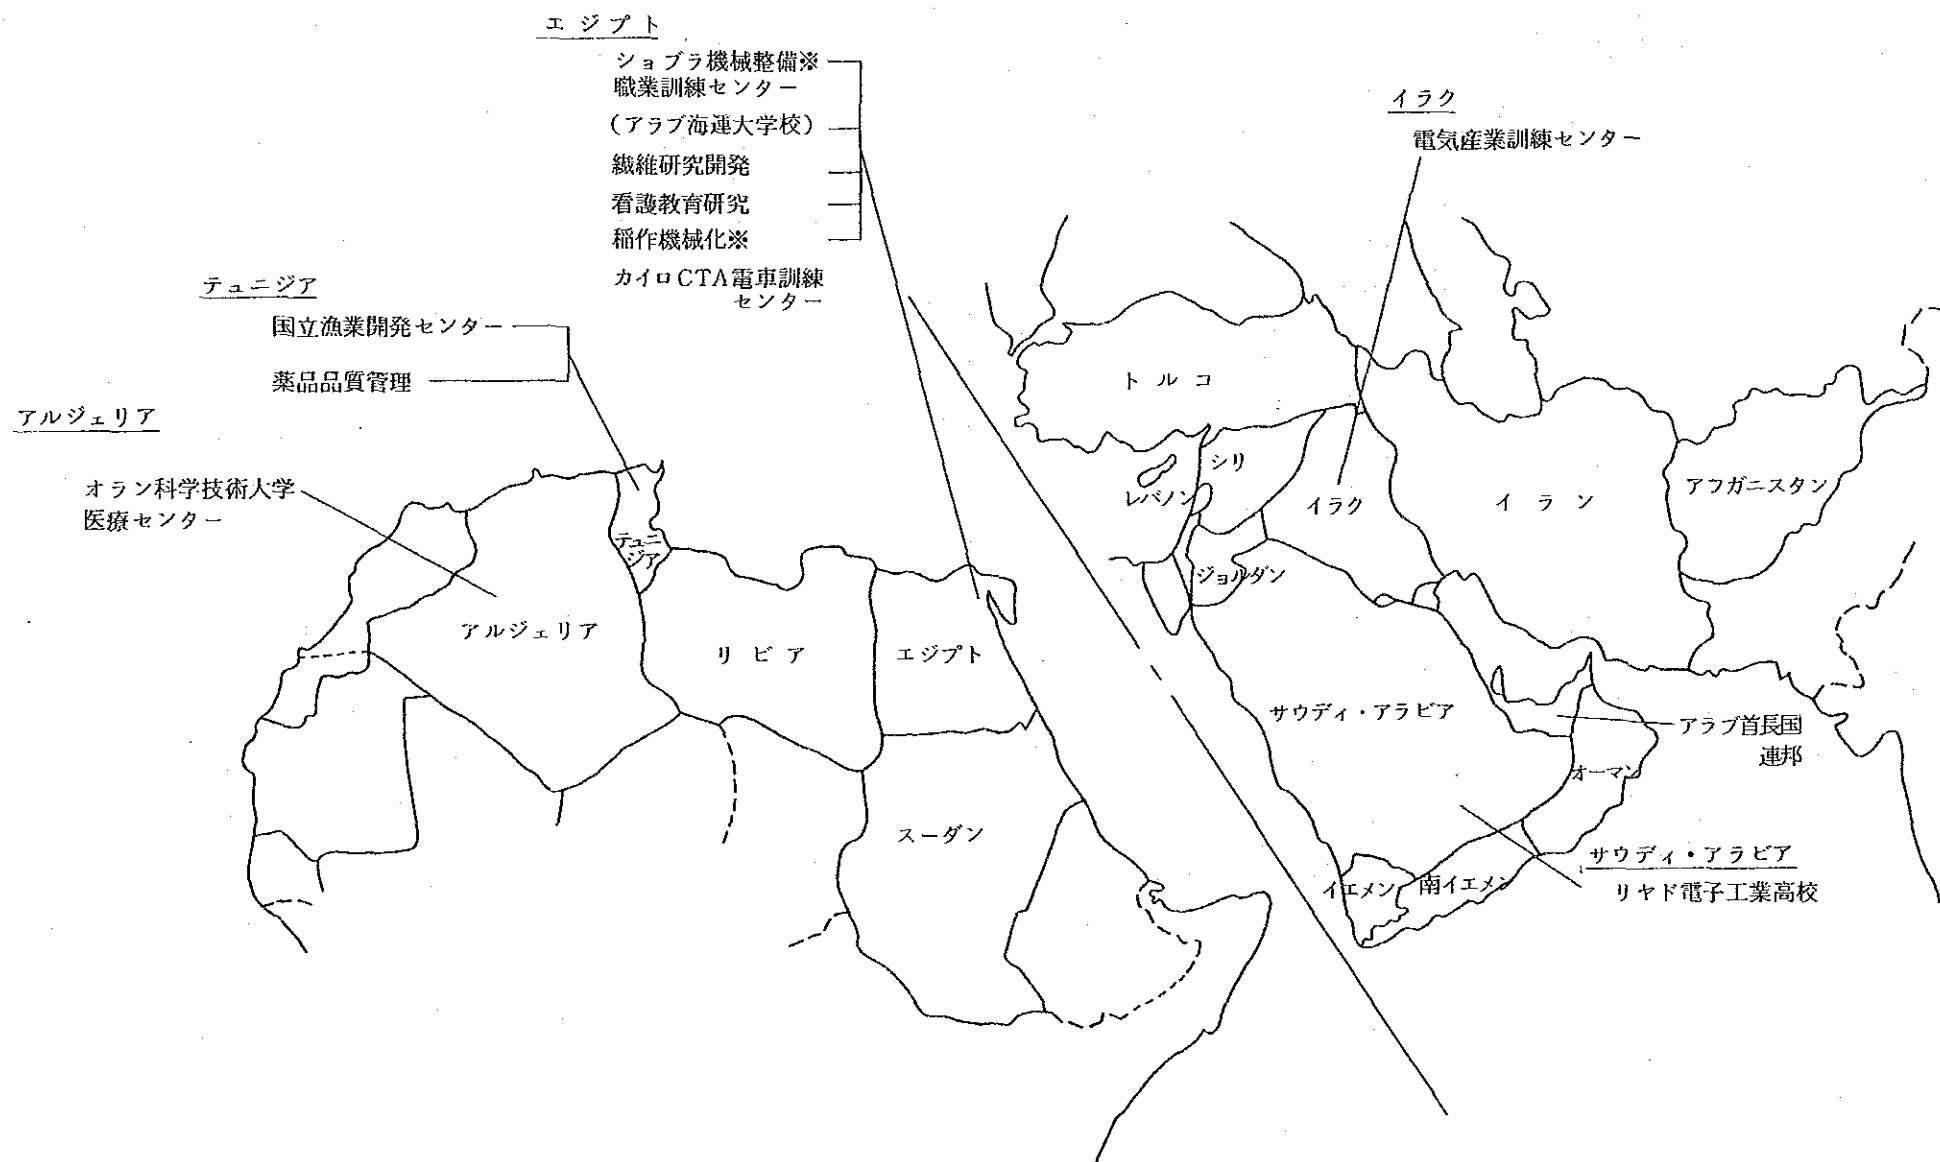 エジプト
ショブラ機械整備※
職業訓練センター
(アラブ海運大学校)
繊維研究開発
看護教育研究
稲作機械化※
カイロCTA電車訓練
センター
イラク
電気産業訓練センター
テュニジア
国立漁業開発センター
薬品品質管理
アルジェリア
オラン科学技術大学
医療センター
トルコ
シリ
レバノン
イラク
イラン
アフガニスタン
テュニ
ジア
ジョルダン
アルジェリア
リビア
エジプト
サウディ・アラビア
アラブ首長国
連邦
オーマン
スーダン
イエメン
南イエメン
サウディ・アラビア
リヤド電子工業高校